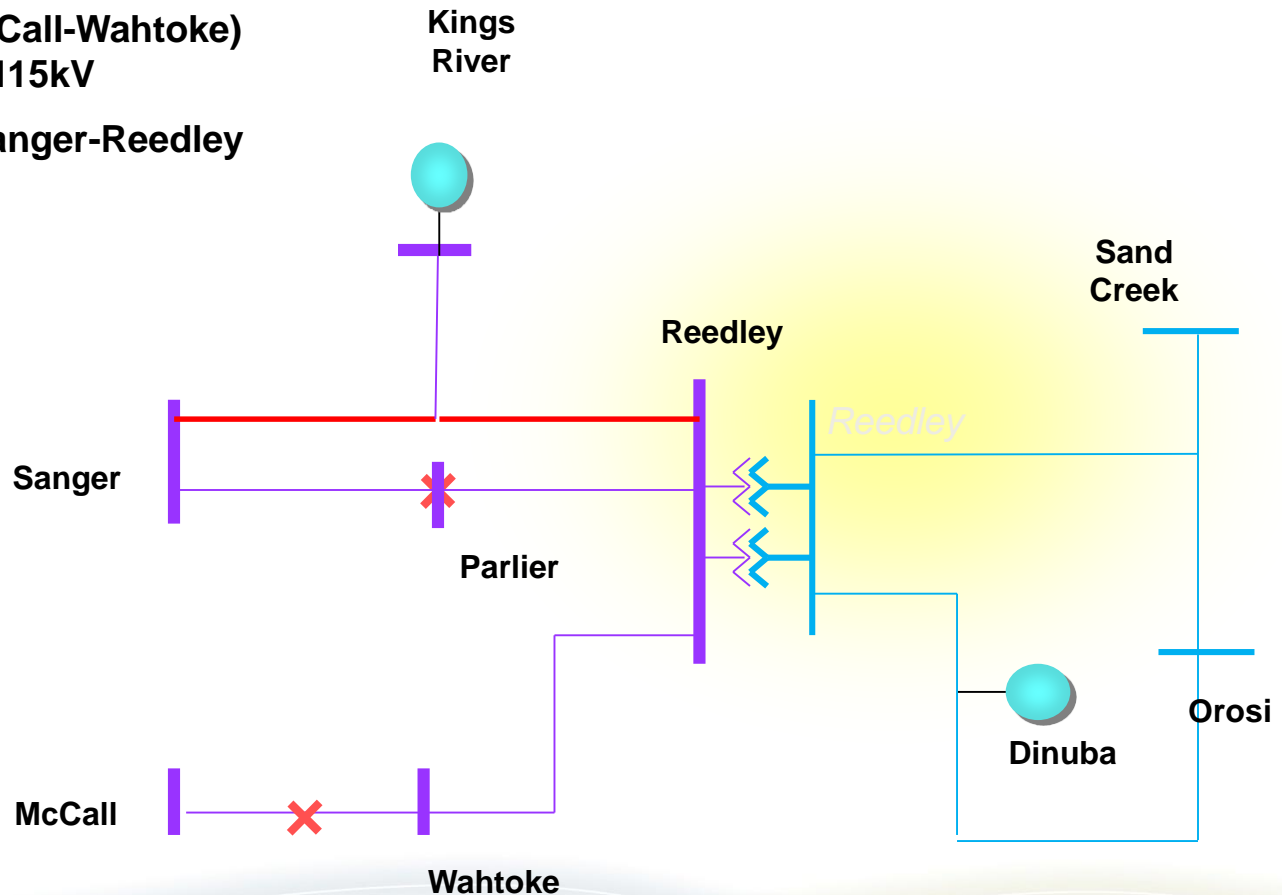 Call-Wahtoke)
115kV
anger-Reedley
Kings
River
Sand
Creek
Reedley
Reedley
Sanger
Parlier
Orosi
Dinuba
McCall
Wahtoke